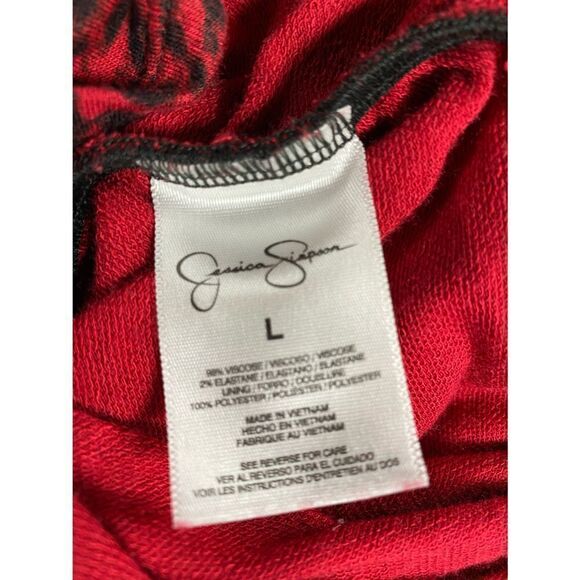 Jessica Simpson
L
98% VISCOSE / VISCOSO / VISCOSE
2% ELASTANE / ELASTANO / ELASTANE
LINING / FORRO / DOUBLURE
100% POLYESTER / POLIESTER / POLYESTER
MADE IN VIETNAM
HECHO EN VIETNAM
FABRIQUE AU VIETNAM
SEE REVERSE FOR CARE
VER AL REVERSO PARA EL CUIDADO
VOIR LES INSTRUCTIONS D'ENTRETIEN AU DOS